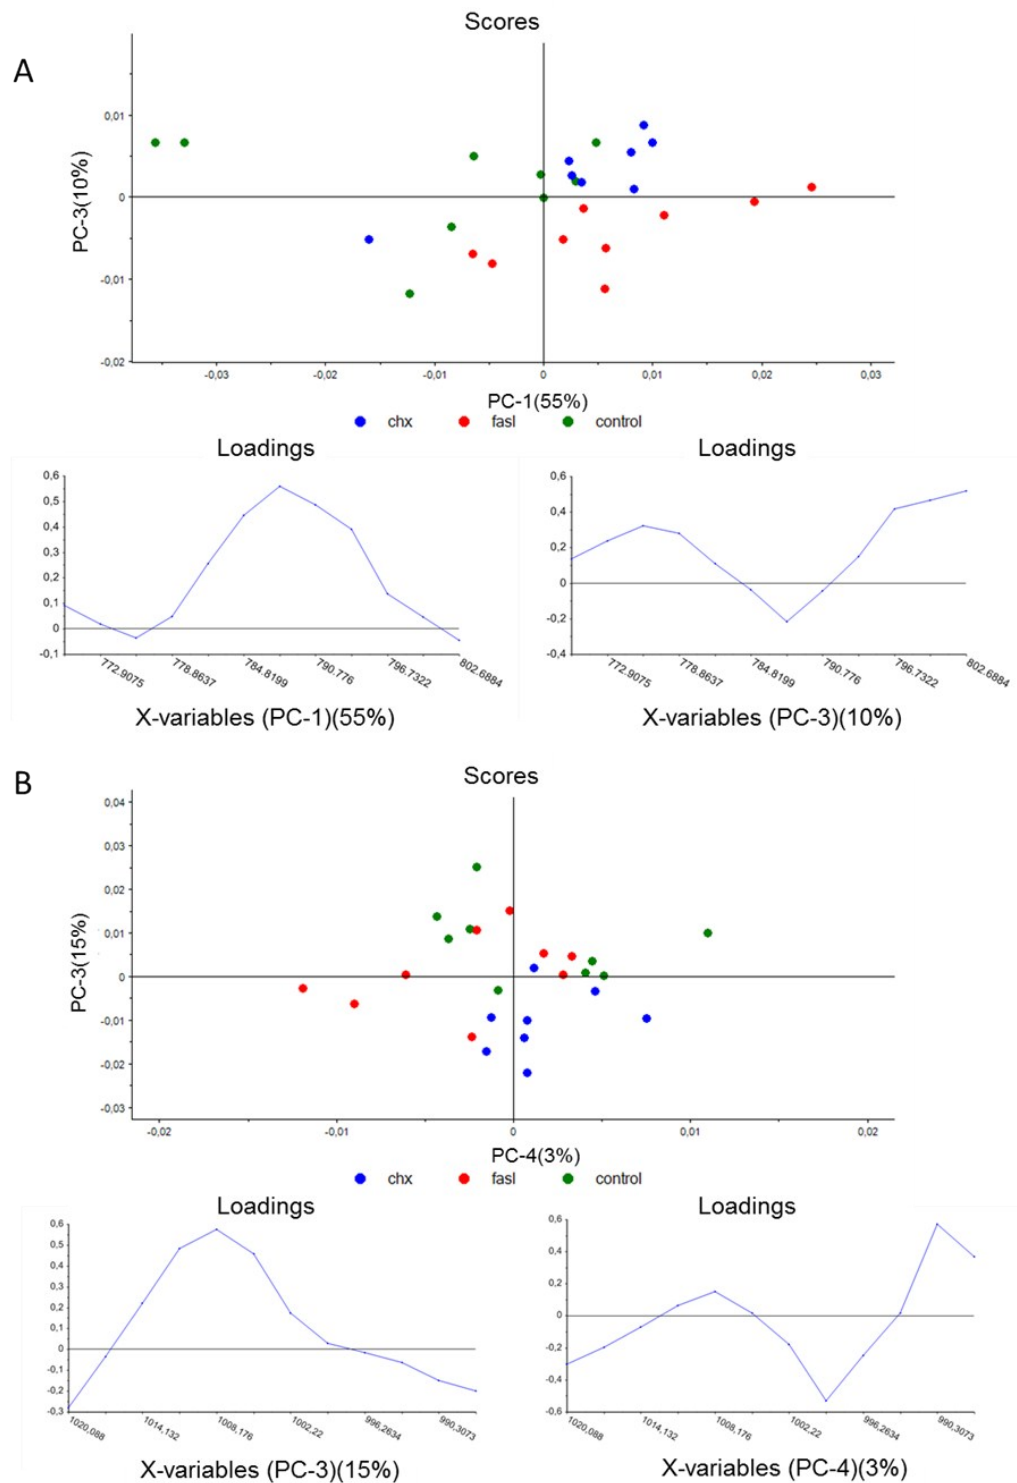 Scores
A
0,01
0
-0,01
-0,02
PC-3(10%)
-0,03 -0,02 -0,01 0 0,01 0,02 0,03
PC-1(55%)
chx fasl control
Loadings Loadings
0,6
0,5
0,4
0,3
0,2
0,1
0
-0,1
772.9075 778.8637 784.8199 790.776 796.7322 802.6884
X-variables (PC-1)(55%)
0,6
0,4
0,2
0
-0,2
-0,4
772.9075 778.8637 784.8199 790.776 796.7322 802.6884
X-variables (PC-3)(10%)
B
Scores
0,04
0,03
0,02
0,01
0
-0,01
-0,02
-0,03
PC-3(15%)
-0,02 -0,01 0 0,01 0,02
PC-4(3%)
chx fasl control
Loadings Loadings
0,6
0,5
0,4
0,3
0,2
0,1
0
-0,1
-0,2
-0,3
1020,088 1014,132 1008,176 1002,22 996,2634 990,3073
X-variables (PC-3)(15%)
0,6
0,4
0,2
0
-0,2
-0,4
-0,6
1020,088 1014,132 1008,176 1002,22 996,2634 990,3073
X-variables (PC-4)(3%)